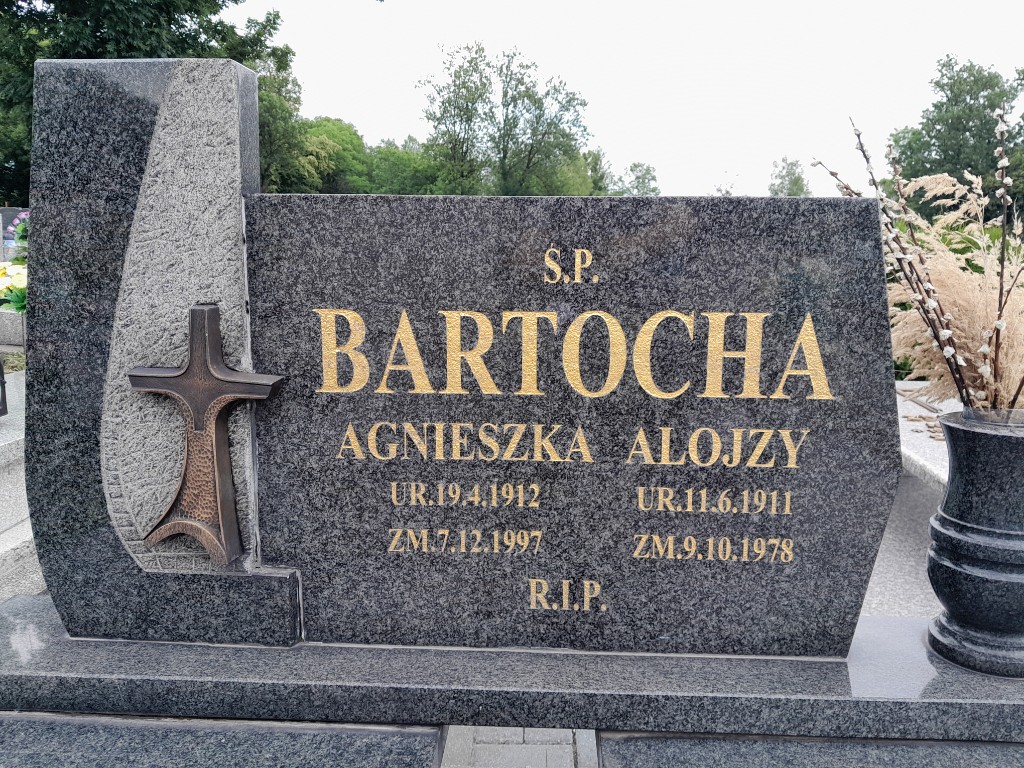 Ś.P.
BARTOCHA
AGNIESZKA ALOJZY
UR.19.4.1912 UR.11.6.1911
ZM.7.12.1997 ZM.9.10.1978
R.I.P.